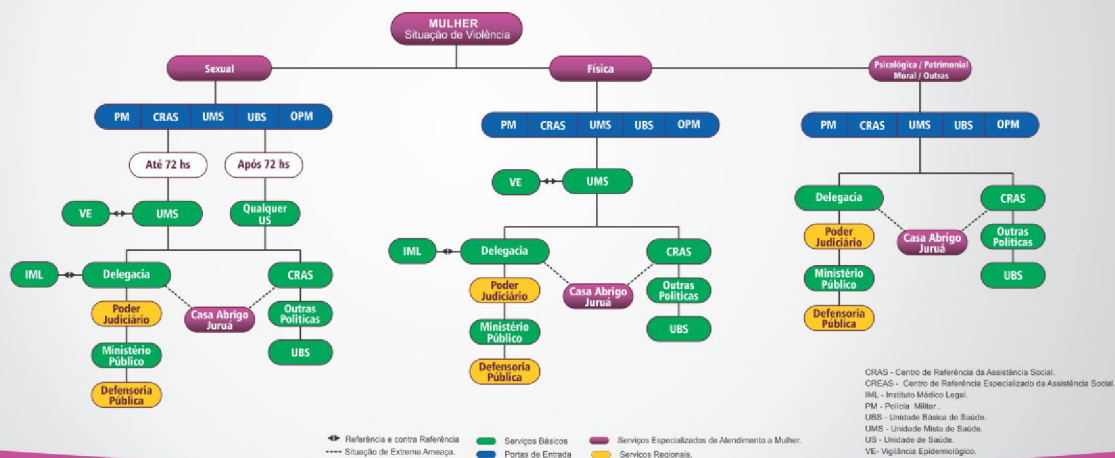 MULHER
Situação de Violência
Sexual
Física
Psicológica / Patrimonial
Moral / Outras
PM CRAS UMS UBS OPM
PM CRAS UMS UBS OPM
PM CRAS UMS UBS OPM
Até 72 hs
Após 72 hs
VE
UMS
Qualquer
US
IML
Delegacia
CRAS
Poder
Judiciário
Casa Abrigo
Juruá
Outras
Politicas
Ministério
Público
UBS
Defensoria
Pública
VE
UMS
IML
Delegacia
CRAS
Poder
Judiciário
Casa Abrigo
Juruá
Outras
Politicas
Ministério
Público
UBS
Defensoria
Pública
Delegacia
CRAS
Poder
Judiciário
Casa Abrigo
Juruá
Outras
Politicas
Ministério
Público
UBS
Defensoria
Pública
CRAS - Centro de Referência da Assistência Social.
CREAS - Centro de Referência Especializado da Assistência Social.
IML - Instituto Médico Legal.
PM - Polícia Militar .
UBS - Unidade Básica de Saúde.
UMS - Unidade Mista de Saúde.
US - Unidade de Saúde.
VE- Vigilância Epidemiológico.
Referência e contra Referência
Serviços Básicos
Serviços Especializados de Atendimento a Mulher.
Situação de Extrema Ameaça.
Portas de Entrada
Serviços Regionais.